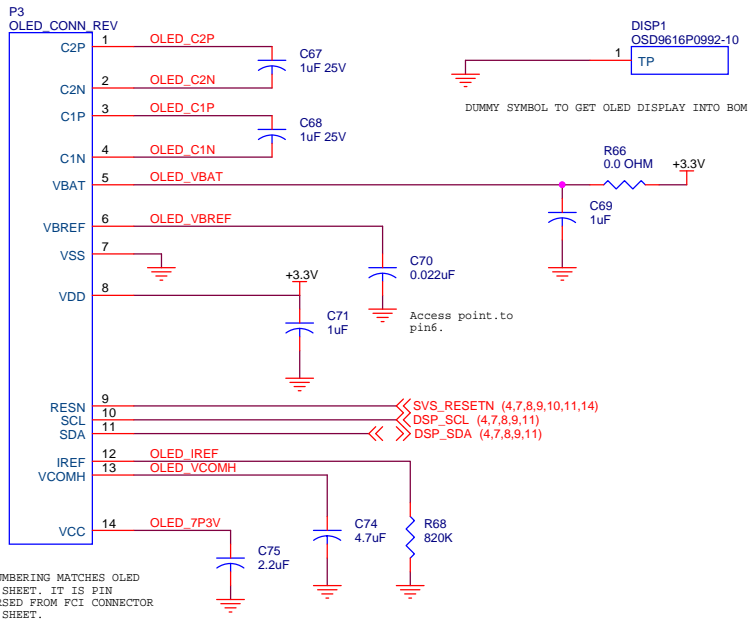 P3
OLED_CONN_REV
C2P 1 OLED_C2P
C67
1uF 25V
C2N 2 OLED_C2N
C1P 3 OLED_C1P
C68
1uF 25V
C1N 4 OLED_C1N
VBAT 5 OLED_VBAT
R66
0.0 OHM
+3.3V
C69
1uF
VBREF 6 OLED_VBREF
C70
0.022uF
VSS 7
VDD 8
+3.3V
C71
1uF
Access point.to
pin6.
DISP1
OSD9616P0992-10
1 TP
DUMMY SYMBOL TO GET OLED DISPLAY INTO BOM
RESN 9 SVS_RESETN (4,7,8,9,10,11,14)
SCL 10 DSP_SCL (4,7,8,9,11)
SDA 11 DSP_SDA (4,7,8,9,11)
IREF 12 OLED_IREF
VCOMH 13 OLED_VCOMH
C74
4.7uF
R68
820K
VCC 14 OLED_7P3V
C75
2.2uF
MATCHES OLED
SHEET. IT IS PIN
FROM FCI CONNECTOR
SHEET.